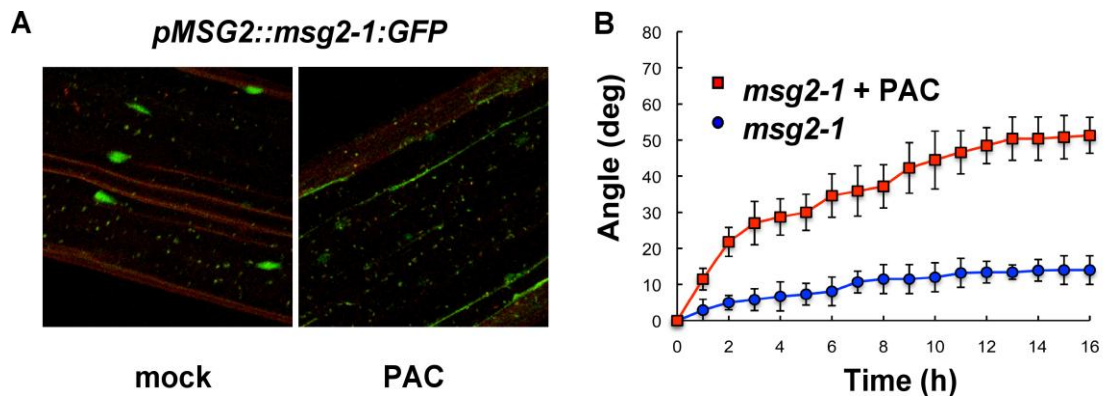 A
pMSG2::msg2-1:GFP
mock
PAC
B
80
70
60
50
40
30
20
10
0
Angle (deg)
msg2-1 + PAC
msg2-1
0 2 4 6 8 10 12 14 16
Time (h)